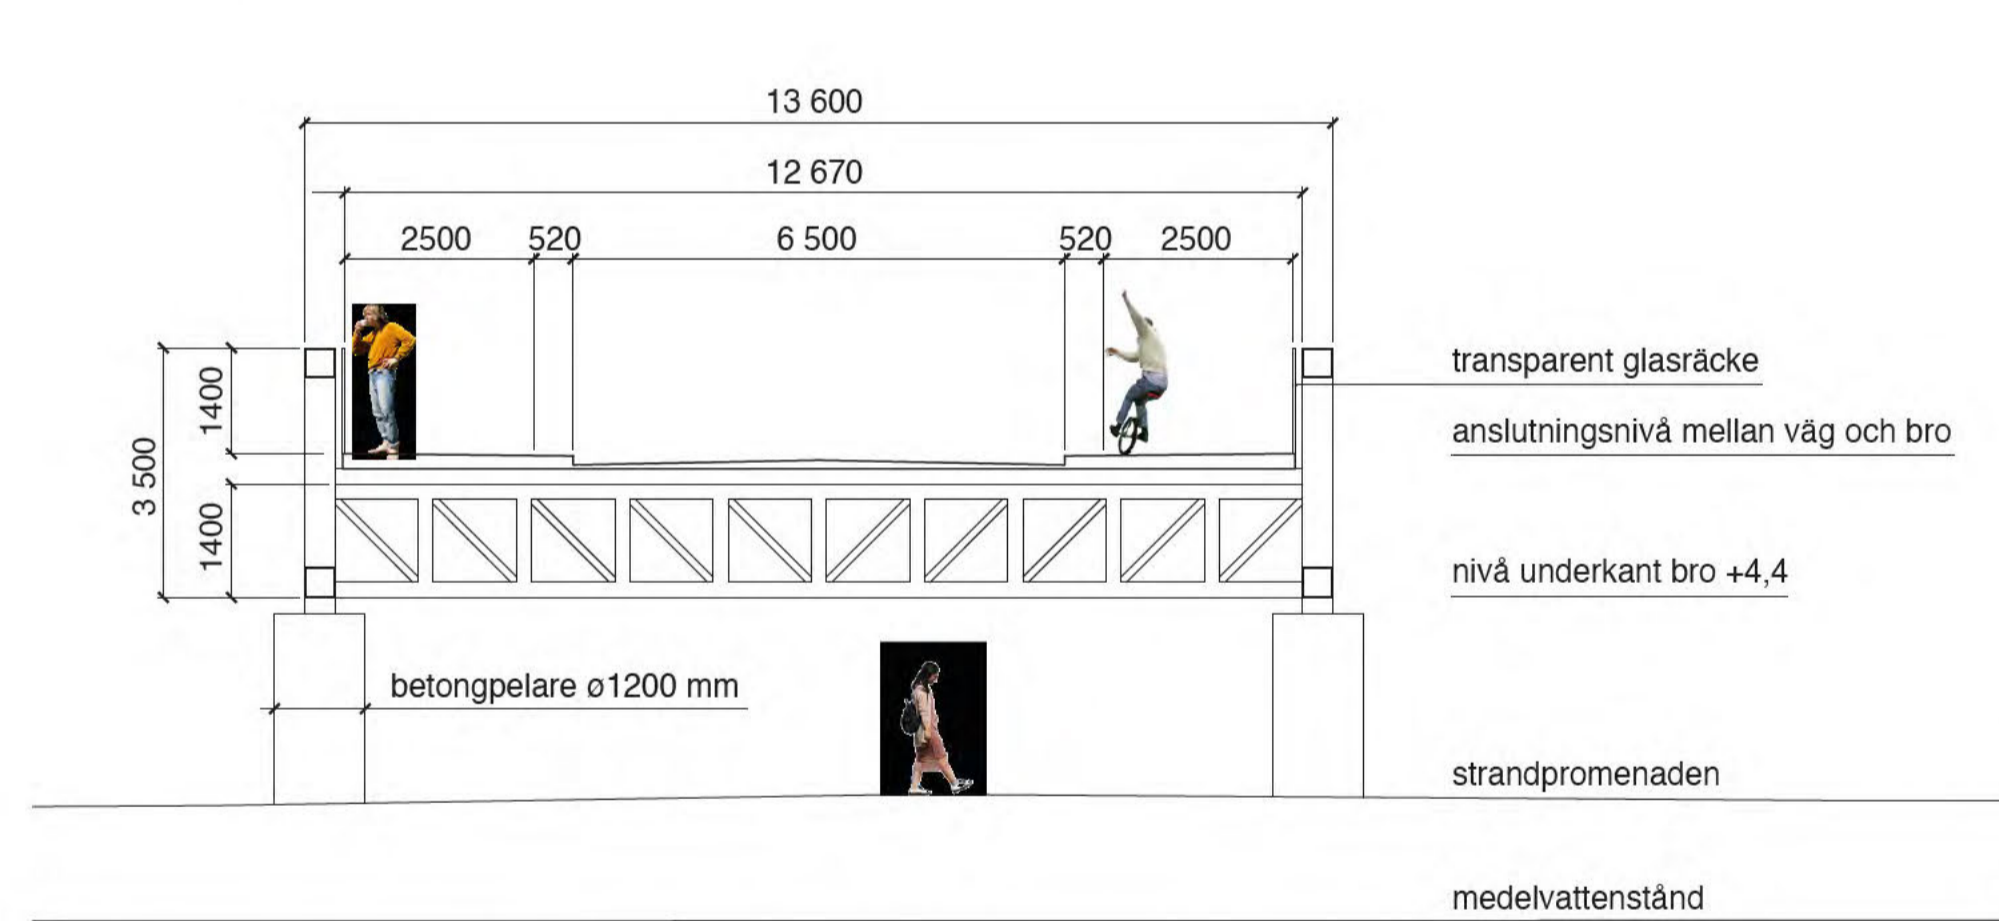 13 600
12 670
2500 520 6 500 520 2500
transparent glasräcke
1400
anslutningsnivå mellan väg och bro
3 500
1400
nivå underkant bro +4,4
betongpelare ø1200 mm
strandpromenaden
medelvattenstånd